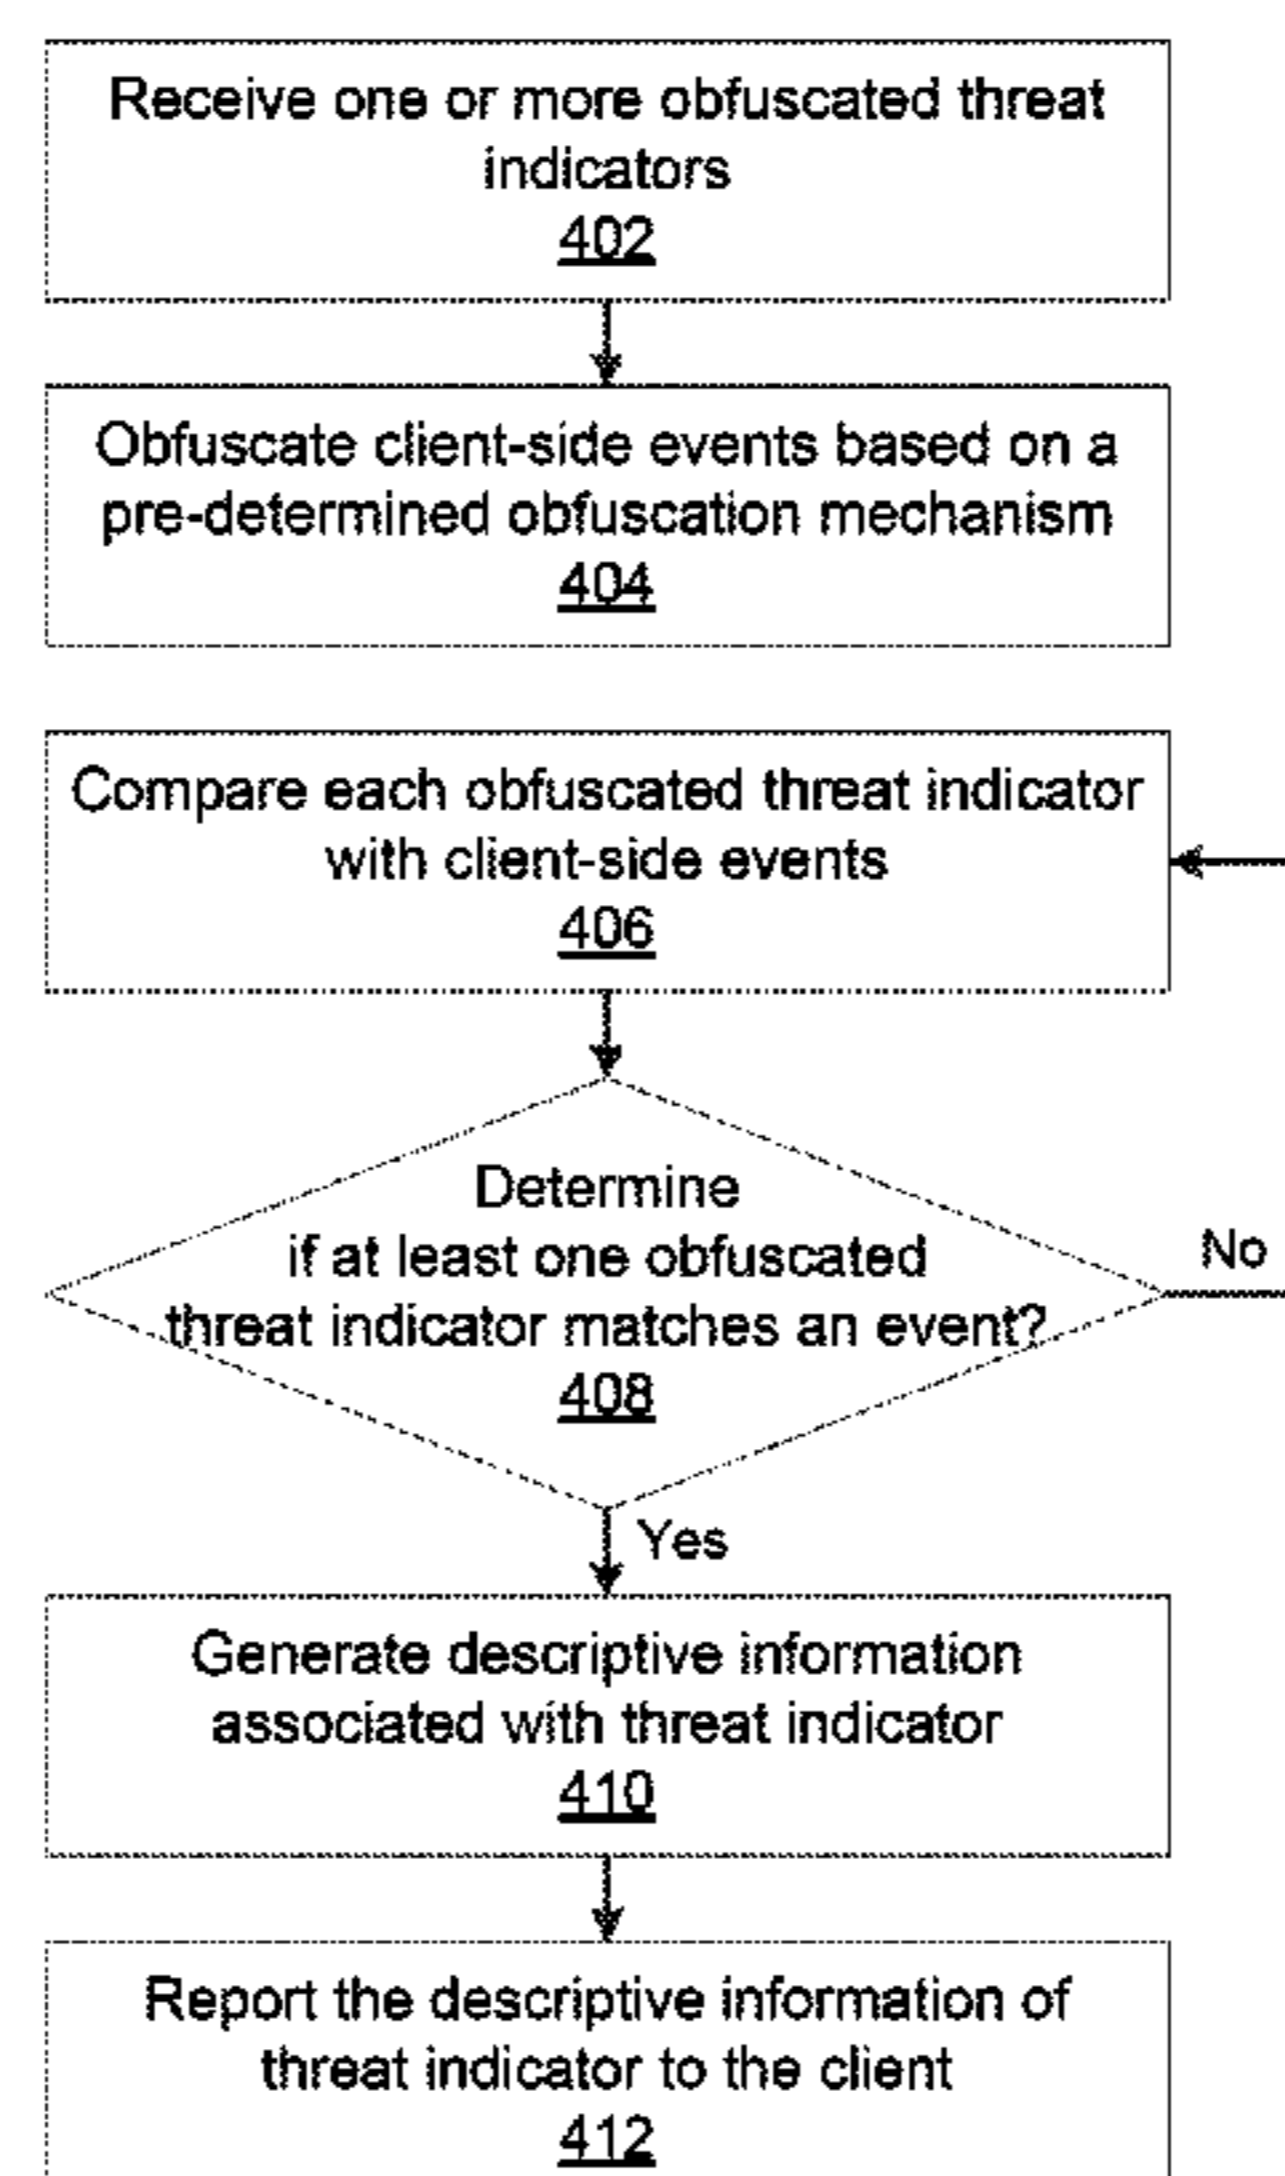 Receive one or more obfuscated threat
indicators
402
Obfuscate client-side events based on a
pre-determined obfuscation mechanism
404
Compare each obfuscated threat indicator
with client-side events
406
Determine
if at least one obfuscated
threat indicator matches an event?
408
No
Yes
Generate descriptive information
associated with threat indicator
410
Report the descriptive information of
threat indicator to the client
412